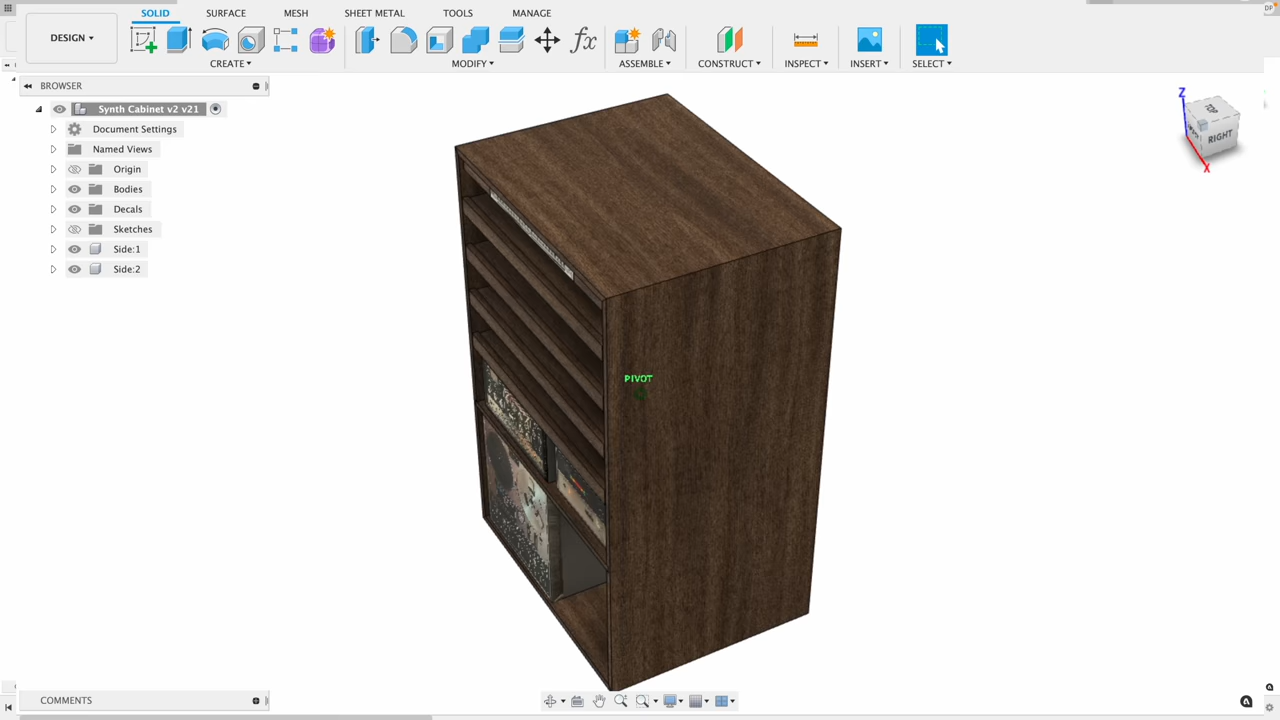 SOLID SURFACE MESH SHEET METAL TOOLS MANAGE
DP
DESIGN
CREATE MODIFY ASSEMBLE CONSTRUCT INSPECT INSERT SELECT
BROWSER
Synth Cabinet v2 v21
Document Settings
Named Views
Origin
Bodies
Decals
Sketches
Side:1
Side:2
Z
TOP
RIGHT
X
PIVOT
COMMENTS